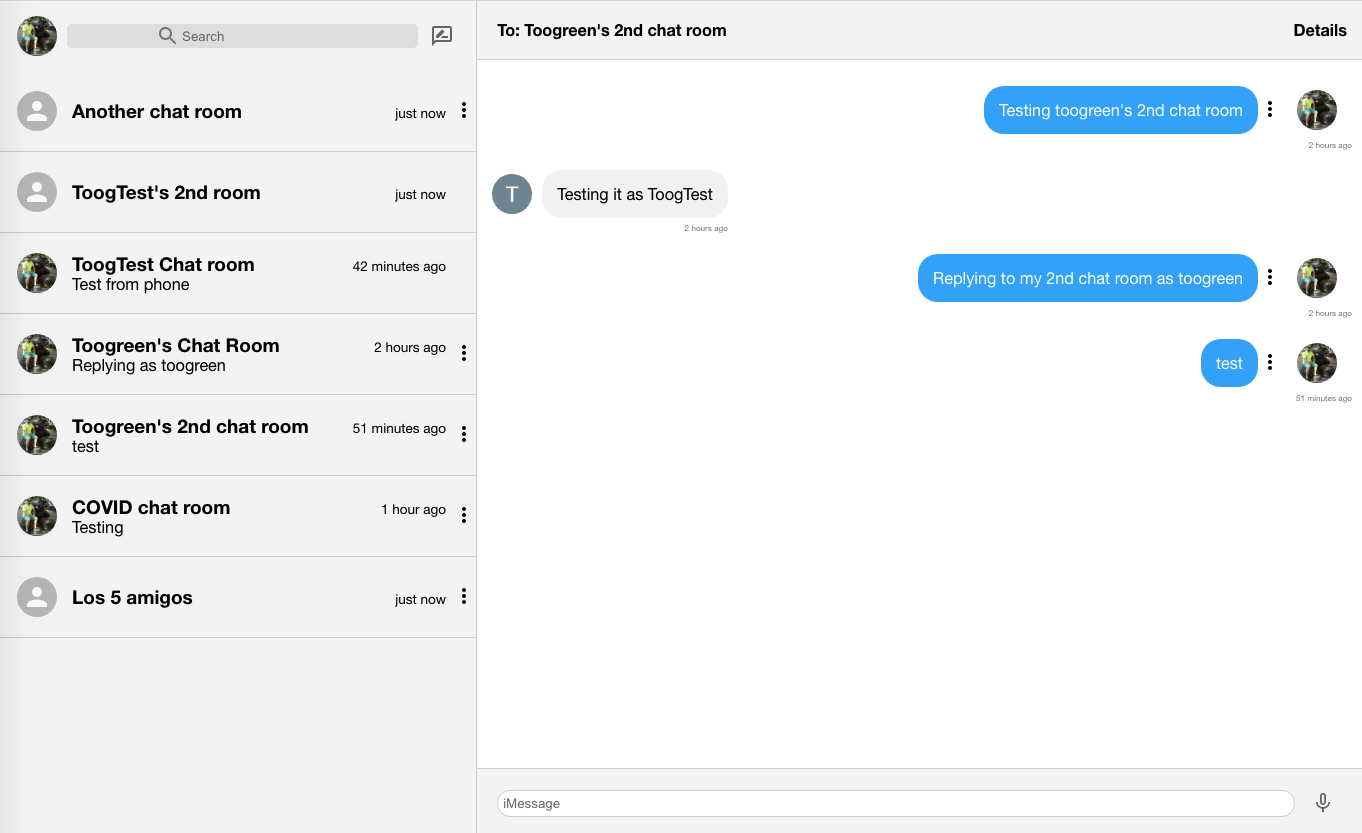 Search
Another chat room
just now
ToogTest's 2nd room
just now
ToogTest Chat room
42 minutes ago
Test from phone
Toogreen's Chat Room
2 hours ago
Replying as toogreen
Toogreen's 2nd chat room
51 minutes ago
test
COVID chat room
1 hour ago
Testing
Los 5 amigos
just now
To: Toogreen's 2nd chat room
Details
Testing toogreen's 2nd chat room
2 hours ago
T
Testing it as ToogTest
2 hours ago
Replying to my 2nd chat room as toogreen
2 hours ago
test
51 minutes ago
iMessage